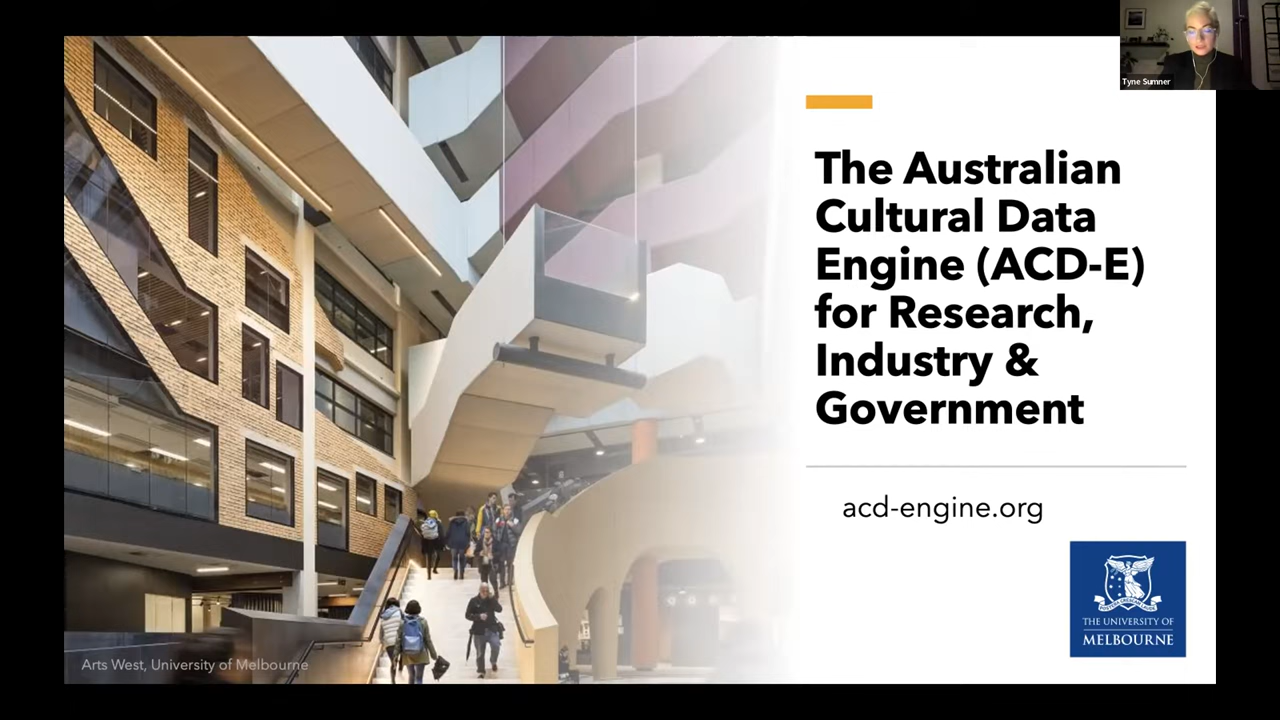 Tyne Sumner
The Australian
Cultural Data
Engine (ACD-E)
for Research,
Industry &
Government
acd-engine.org
THE UNIVERSITY OF
MELBOURNE
Arts West, University of Melbourne